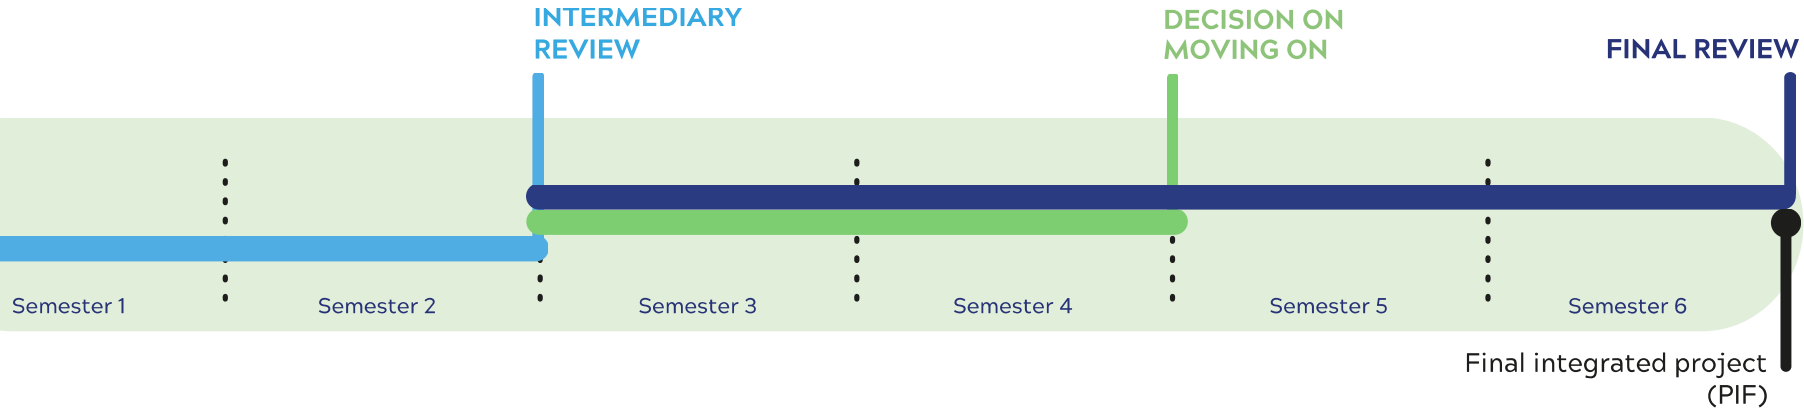 INTERMEDIARY
REVIEW
DECISION ON
MOVING ON
FINAL REVIEW
Semester 1
Semester 2
Semester 3
Semester 4
Semester 5
Semester 6
Final integrated project
(PIF)